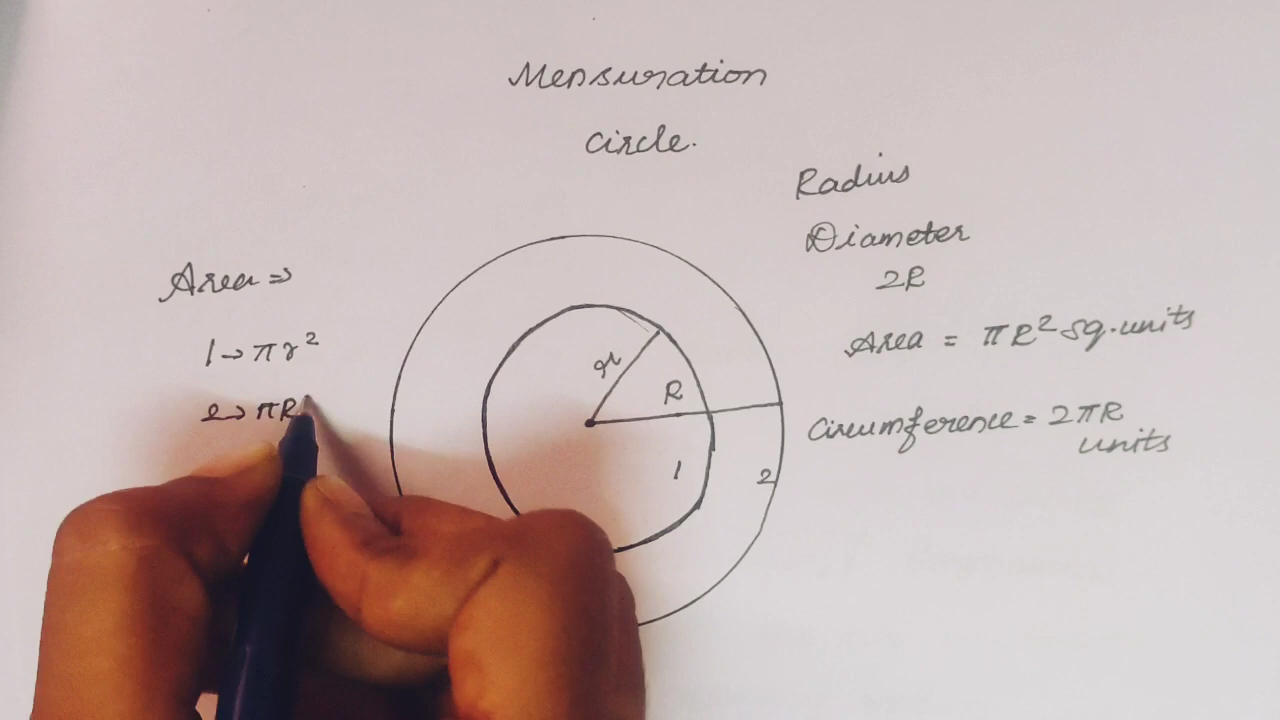 Mensuration
Circle.
Radius
Diameter
2R
Area = πR² sq.units
Circumference = 2πR
units
Area ⇒
1→ πr²
2→ πR
r
R
1
2